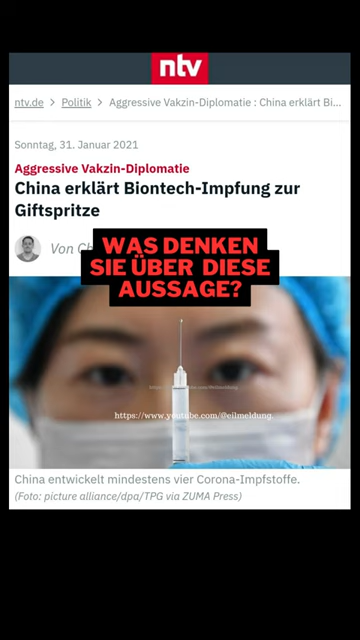 ntv
ntv.de > Politik > Aggressive Vakzin-Diplomatie : China erklärt Bi...
Sonntag, 31. Januar 2021
Aggressive Vakzin-Diplomatie
China erklärt Biontech-Impfung zur
Giftspritze
Von
WAS DENKEN
SIE ÜBER DIESE
AUSSAGE?
https://www.youtube.com/@eilmeldung.
China entwickelt mindestens vier Corona-Impfstoffe.
(Foto: picture alliance/dpa/TPG via ZUMA Press)